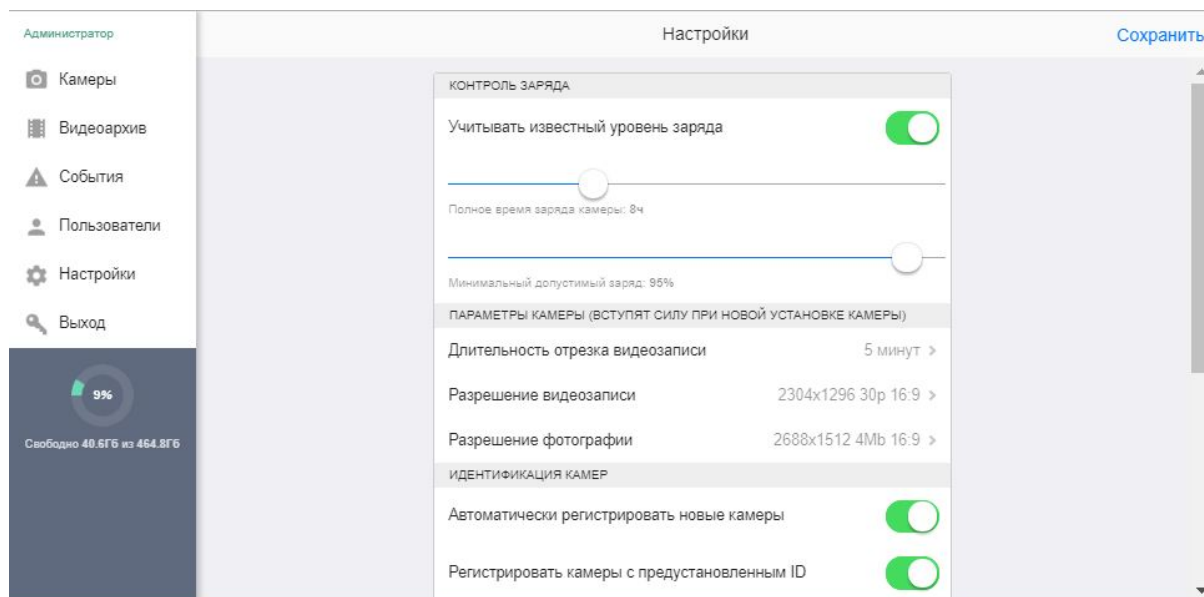 Администратор
Камеры
Видеоархив
События
Пользователи
Настройки
Выход
9%
Свободно 40.6Гб из 464.8Гб
Настройки
Сохранить
КОНТРОЛЬ ЗАРЯДА
Учитывать известный уровень заряда
Полное время заряда камеры: 8ч
Минимальный допустимый заряд: 95%
ПАРАМЕТРЫ КАМЕРЫ (ВСТУПЯТ СИЛУ ПРИ НОВОЙ УСТАНОВКЕ КАМЕРЫ)
Длительность отрезка видеозаписи 5 минут
Разрешение видеозаписи 2304x1296 30p 16:9
Разрешение фотографии 2688x1512 4Mb 16:9
ИДЕНТИФИКАЦИЯ КАМЕР
Автоматически регистрировать новые камеры
Регистрировать камеры с предустановленным ID